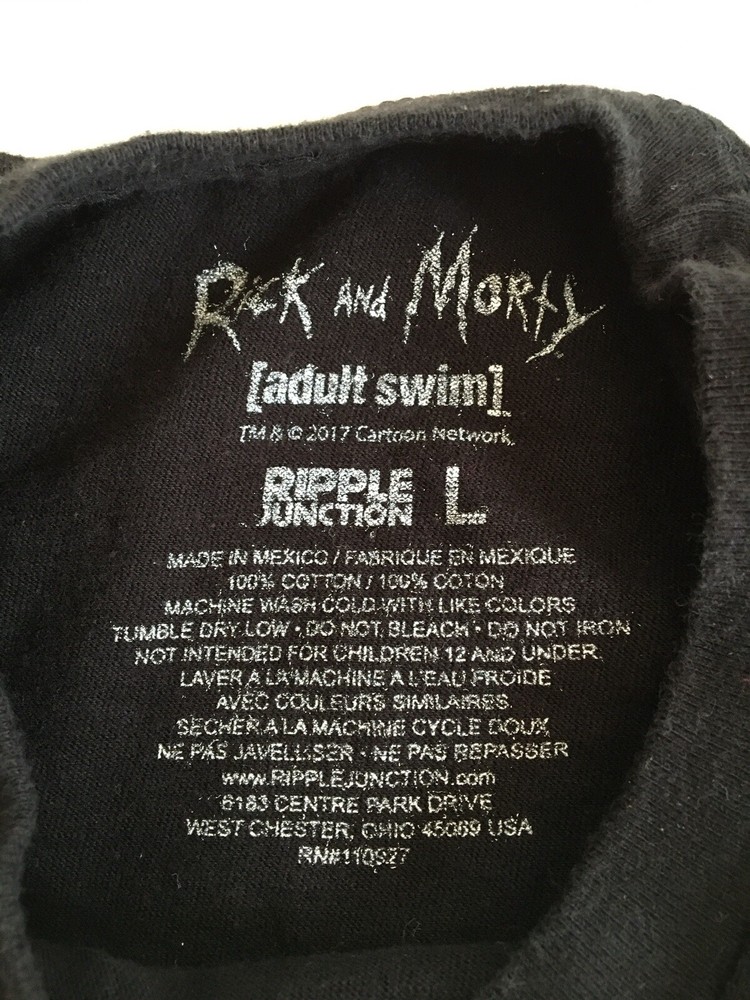 Rick and Morty
[adult swim]
TM & © 2017 Cartoon Network.
RIPPLE JUNCTION L
MADE IN MEXICO / FABRIQUE EN MEXIQUE
100% COTTON / 100% COTON
MACHINE WASH COLD WITH LIKE COLORS
TUMBLE DRY LOW • DO NOT BLEACH • DO NOT IRON
NOT INTENDED FOR CHILDREN 12 AND UNDER.
LAVER A LA MACHINE A L'EAU FROIDE
AVEC COULEURS SIMILAIRES.
SECHER A LA MACHINE CYCLE DOUX,
NE PAS JAVELLISER • NE PAS REPASSER
www.RIPPLEJUNCTION.com
6183 CENTRE PARK DRIVE
WEST CHESTER, OHIO 45069 USA
RN#110927